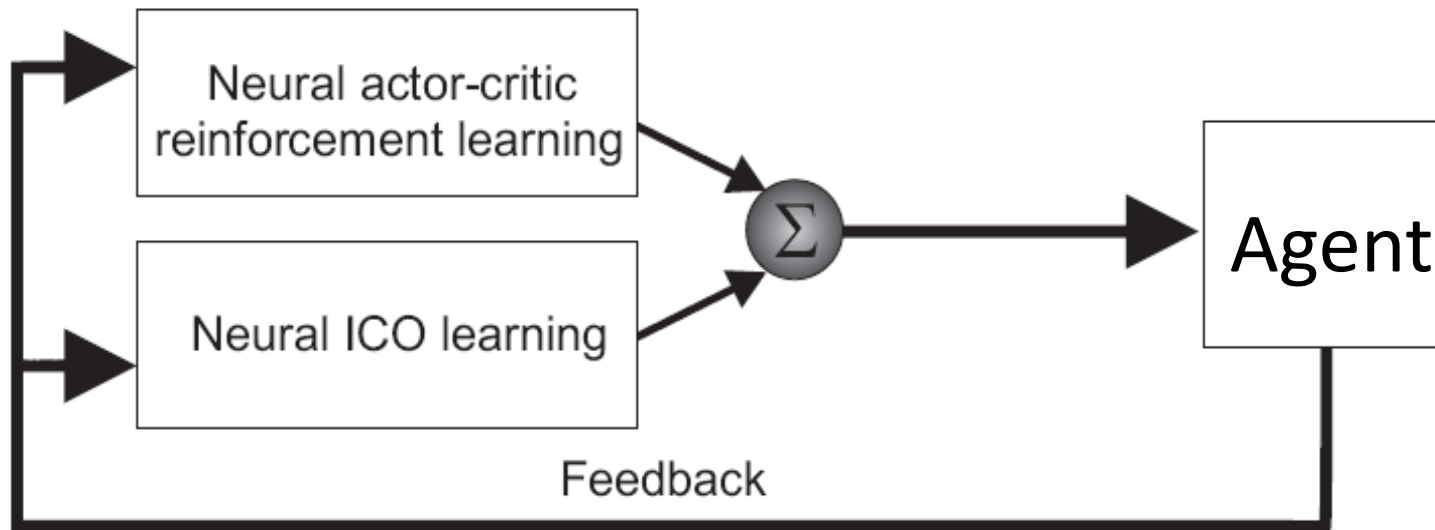 Neural actor-critic
reinforcement learning
Σ
Agent
Neural ICO learning
Feedback